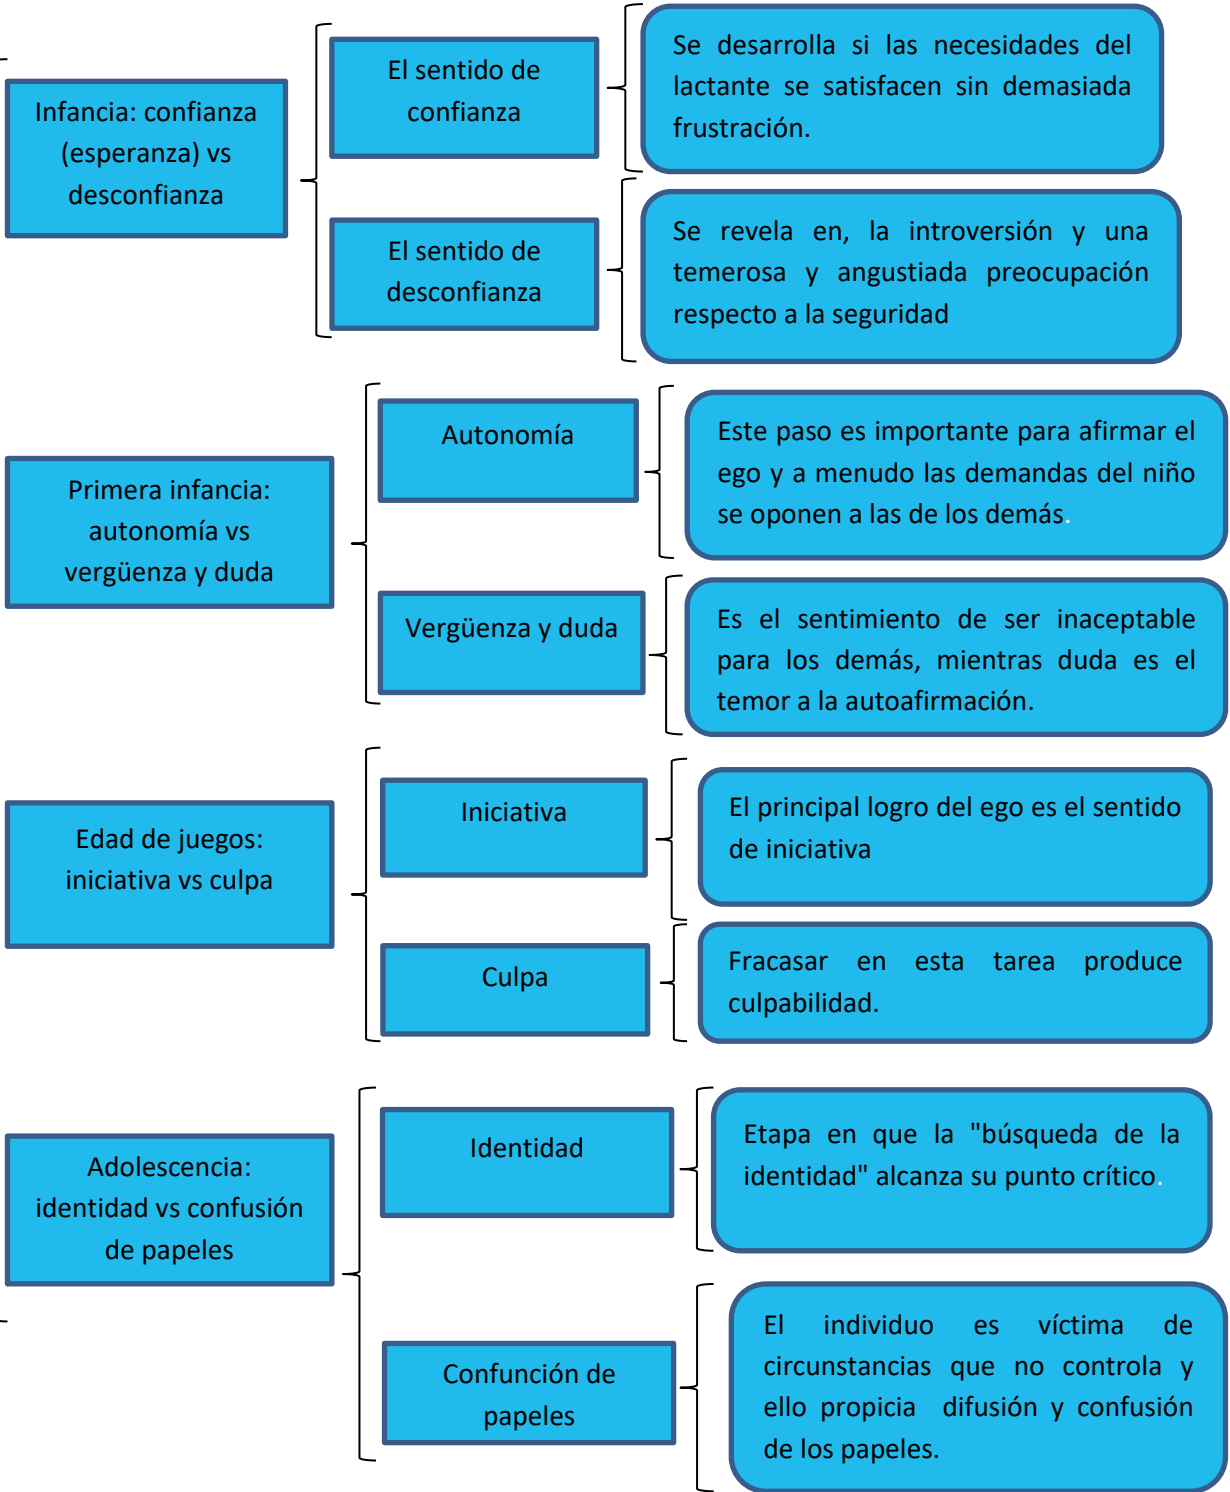 Infancia: confianza
(esperanza) vs
desconfianza
El sentido de
confianza
Se desarrolla si las necesidades del
lactante se satisfacen sin demasiada
frustración.
El sentido de
desconfianza
Se revela en, la introversión y una
temerosa y angustiada preocupación
respecto a la seguridad
Primera infancia:
autonomía vs
vergüenza y duda
Autonomía
Este paso es importante para afirmar el
ego y a menudo las demandas del niño
se oponen a las de los demás.
Vergüenza y duda
Es el sentimiento de ser inaceptable
para los demás, mientras duda es el
temor a la autoafirmación.
Edad de juegos:
iniciativa vs culpa
Iniciativa
El principal logro del ego es el sentido
de iniciativa
Culpa
Fracasar en esta tarea produce
culpabilidad.
Adolescencia:
identidad vs confusión
de papeles
Identidad
Etapa en que la "búsqueda de la
identidad" alcanza su punto crítico.
Confunción de
papeles
El individuo es víctima de
circunstancias que no controla y
ello propicia difusión y confusión
de los papeles.